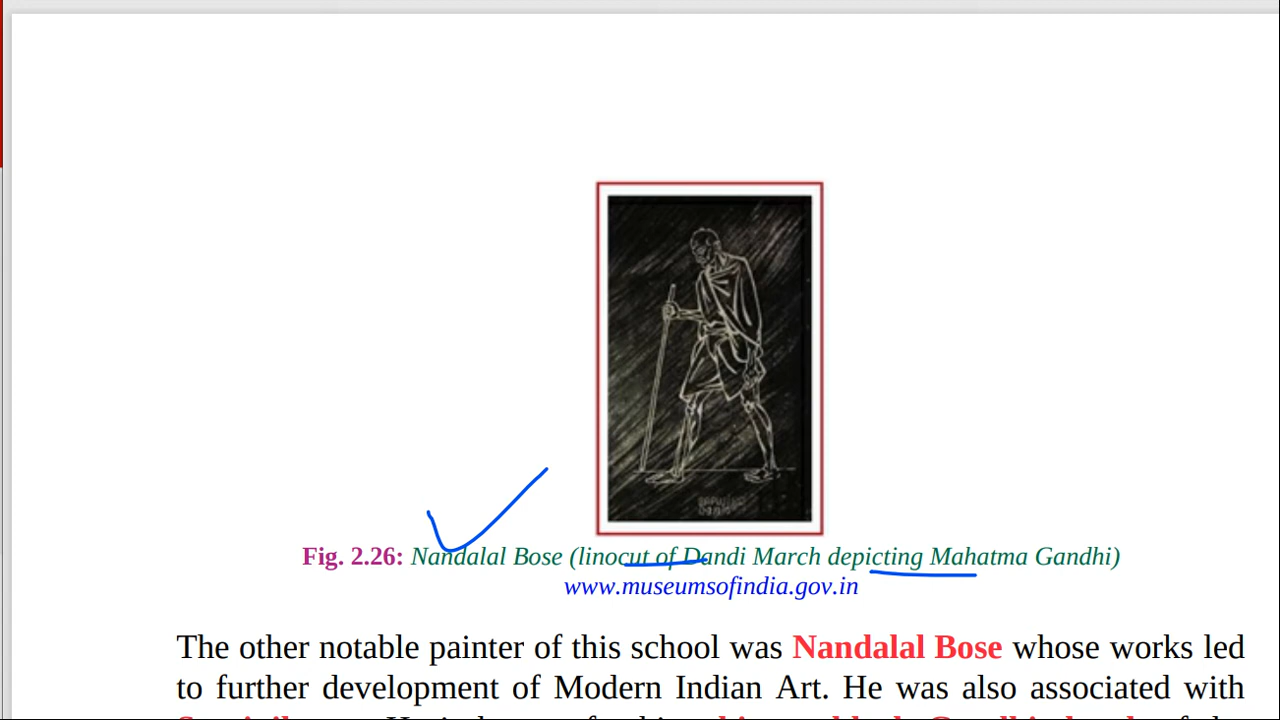 Fig. 2.26: Nandalal Bose (linocut of Dandi March depicting Mahatma Gandhi)
www.museumsofindia.gov.in
The other notable painter of this school was Nandalal Bose whose works led
to further development of Modern Indian Art. He was also associated with